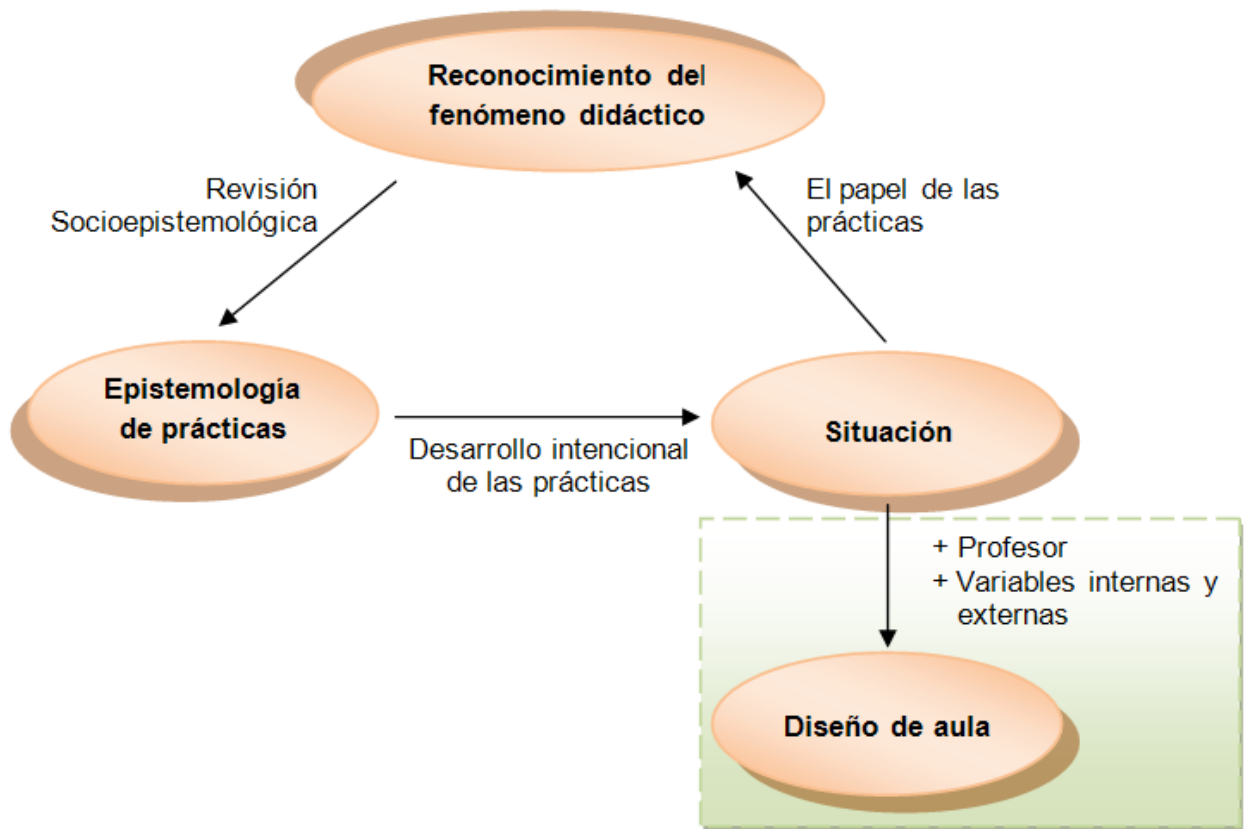 Reconocimiento del
fenómeno didáctico
Revisión
Socioepistemológica
El papel de las
prácticas
Epistemología
de prácticas
Desarrollo intencional
de las prácticas
Situación
+ Profesor
+ Variables internas y
externas
Diseño de aula